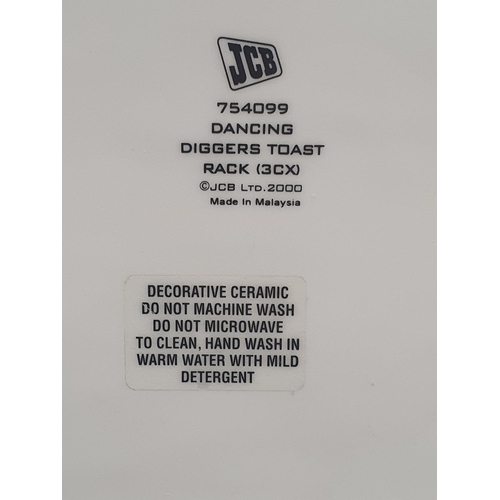 JCB
754099
DANCING
DIGGERS TOAST
RACK (3CX)
©JCB LTD.2000
Made In Malaysia
DECORATIVE CERAMIC
DO NOT MACHINE WASH
DO NOT MICROWAVE
TO CLEAN, HAND WASH IN
WARM WATER WITH MILD
DETERGENT